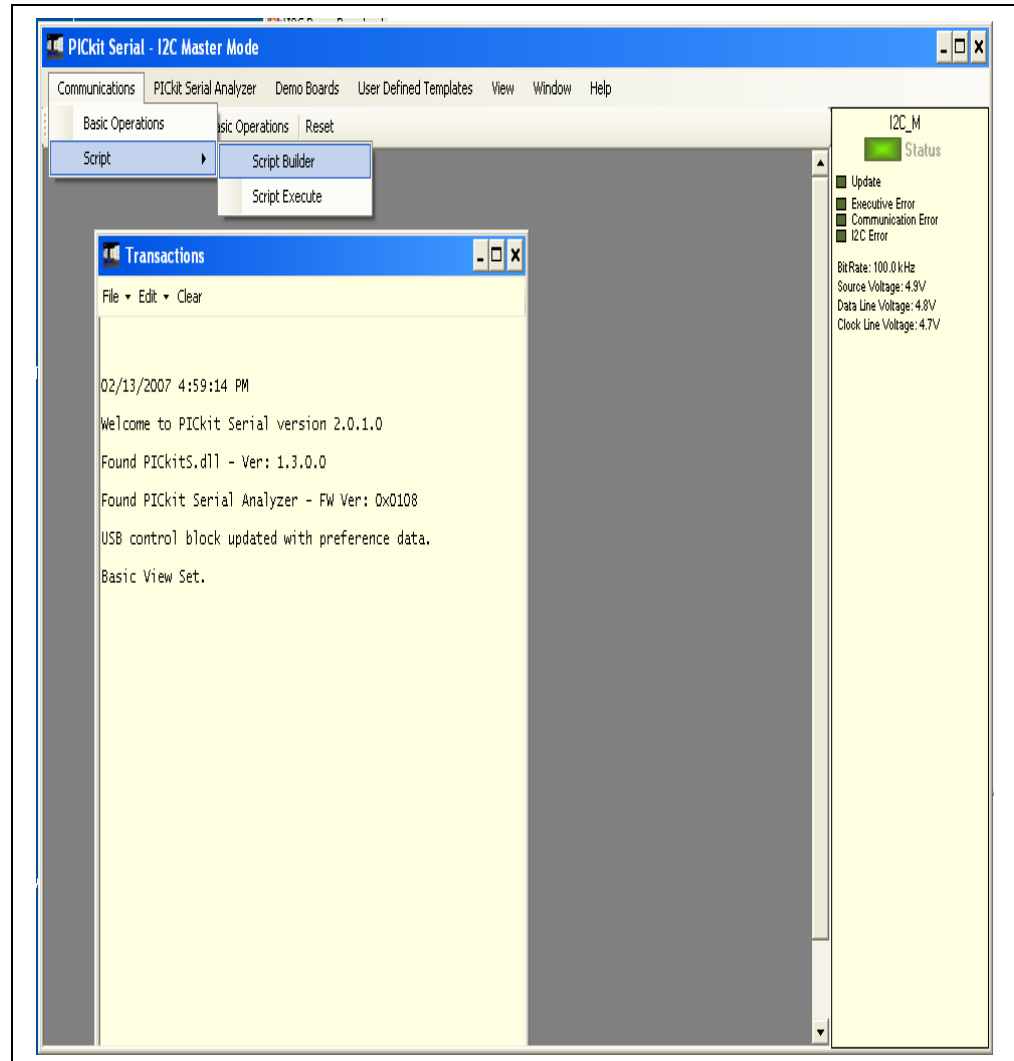 PICkit Serial - I2C Master Mode
Communications PICkit Serial Analyzer Demo Boards User Defined Templates View Window Help
Basic Operations
Operations Reset
Script
Script Builder
Script Execute
Transactions
File Edit Clear
02/13/2007 4:59:14 PM
Welcome to PICkit Serial version 2.0.1.0
Found PICkitS.dll - Ver: 1.3.0.0
Found PICkit Serial Analyzer - FW Ver: 0x0108
USB control block updated with preference data.
Basic View Set.
I2C_M
Status
Update
Executive Error
Communication Error
I2C Error
BitRate: 100.0 kHz
Source Voltage: 4.9V
Data Line Voltage: 4.8V
Clock Line Voltage: 4.7V